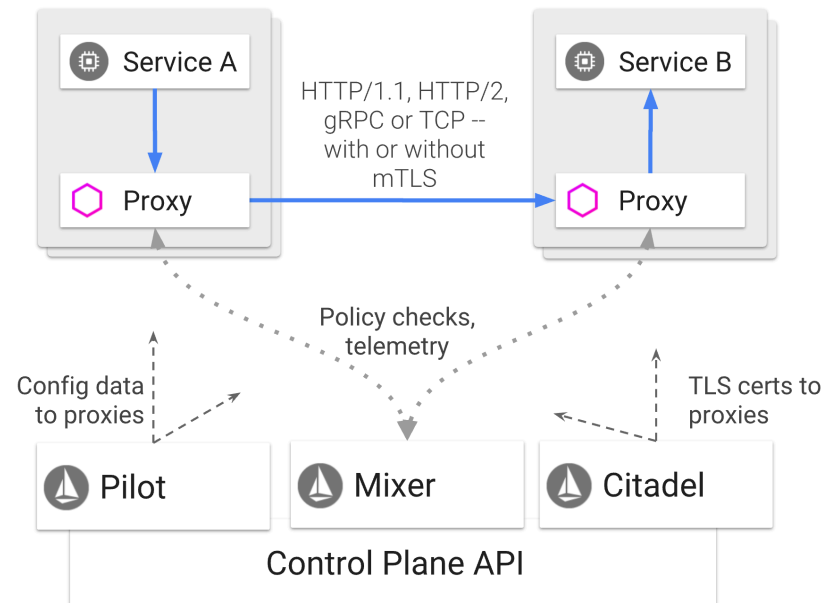 Service A
Service B
HTTP/1.1, HTTP/2,
gRPC or TCP --
with or without
mTLS
Proxy
Proxy
Policy checks,
telemetry
Config data
to proxies
TLS certs to
proxies
Pilot
Mixer
Citadel
Control Plane API